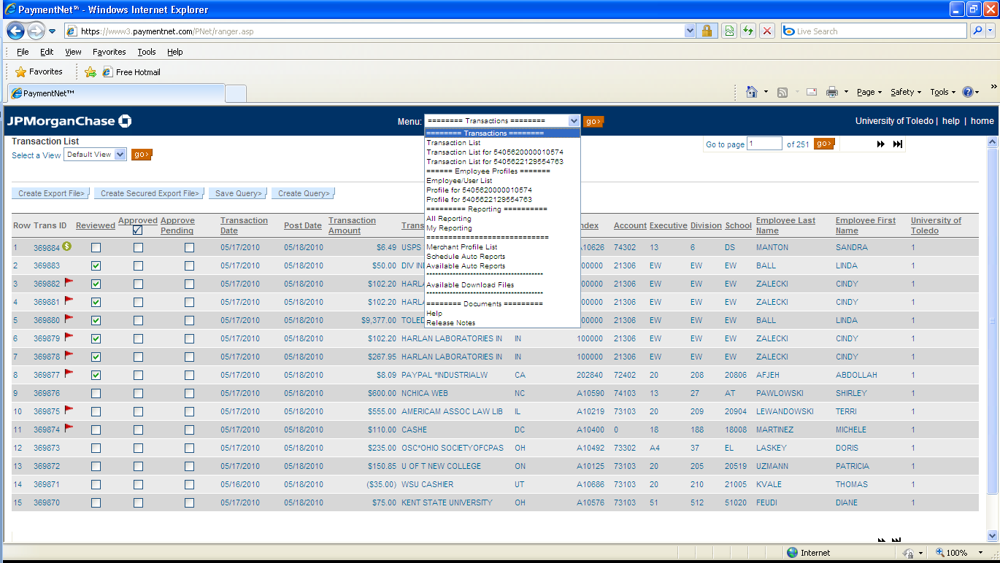 PaymentNet™ - Windows Internet Explorer
https://www3.paymentnet.com/PNet/ranger.asp
Live Search
File Edit View Favorites Tools Help
Favorites Free Hotmail
PaymentNet™
Page Safety Tools
JPMorganChase
Menu: ======== Transactions ======== go>
University of Toledo | help | home
======== Transactions ========
Transaction List
Transaction List for 5405620000010574
Transaction List for 5405622129554763
====== Employee Profiles =======
Employee/User List
Profile for 5405620000010574
Profile for 5405622129554763
========= Reporting ==========
All Reporting
My Reporting
============================
Merchant Profile List
Schedule Auto Reports
Available Auto Reports
Available Download Files
======== Documents =========
Help
Release Notes
Transaction List
Select a View Default View go>
Go to page 1 of 251 go>
Create Export File> Create Secured Export File> Save Query> Create Query>
Row Trans ID Reviewed Approved Approve Pending Transaction Date Post Date Transaction Amount Trans ndex Account Executive Division School Employee Last Name Employee First Name University of Toledo
1 369884 05/17/2010 05/18/2010 $6.49 USPS 10626 74302 13 6 DS MANTON SANDRA 1
2 369883 05/17/2010 05/18/2010 $50.00 DIV IN 00000 21306 EW EW EW BALL LINDA 1
3 369882 05/17/2010 05/18/2010 $102.20 HARL 00000 21306 EW EW EW ZALECKI CINDY 1
4 369881 05/17/2010 05/18/2010 $102.20 HARL 00000 21306 EW EW EW ZALECKI CINDY 1
5 369880 05/17/2010 05/18/2010 $9,377.00 TOLED 00000 21306 EW EW EW BALL LINDA 1
6 369879 05/17/2010 05/18/2010 $102.20 HARLAN LABORATORIES IN IN 100000 21306 EW EW EW ZALECKI CINDY 1
7 369878 05/17/2010 05/18/2010 $267.95 HARLAN LABORATORIES IN IN 100000 21306 EW EW EW ZALECKI CINDY 1
8 369877 05/17/2010 05/18/2010 $8.09 PAYPAL *INDUSTRIALW CA 202840 72402 20 208 20806 AFJEH ABDOLLAH 1
9 369876 05/17/2010 05/18/2010 $600.00 NCHICA WEB NC A10590 74103 13 27 AT PAWLOWSKI SHIRLEY 1
10 369875 05/17/2010 05/18/2010 $555.00 AMERICAM ASSOC LAW LIB IL A10219 73103 20 209 20904 LEWANDOWSKI TERRI 1
11 369874 05/17/2010 05/18/2010 $110.00 CASHE DC A10400 0 18 188 18008 MARTINEZ MICHELE 1
12 369873 05/17/2010 05/18/2010 $235.00 OSC*OHIO SOCIETYOFCPAS OH A10492 73302 A4 37 EL LASKEY DORIS 1
13 369872 05/17/2010 05/18/2010 $150.85 U OF T NEW COLLEGE ON A10125 73103 20 205 20519 UZMANN PATRICIA 1
14 369871 05/16/2010 05/18/2010 ($35.00) WSU CASHIER UT A10686 73103 20 210 21005 KVALE THOMAS 1
15 369870 05/17/2010 05/18/2010 $75.00 KENT STATE UNIVERSITY OH A10576 73103 51 512 51020 FEUDI DIANE 1
Internet 100%